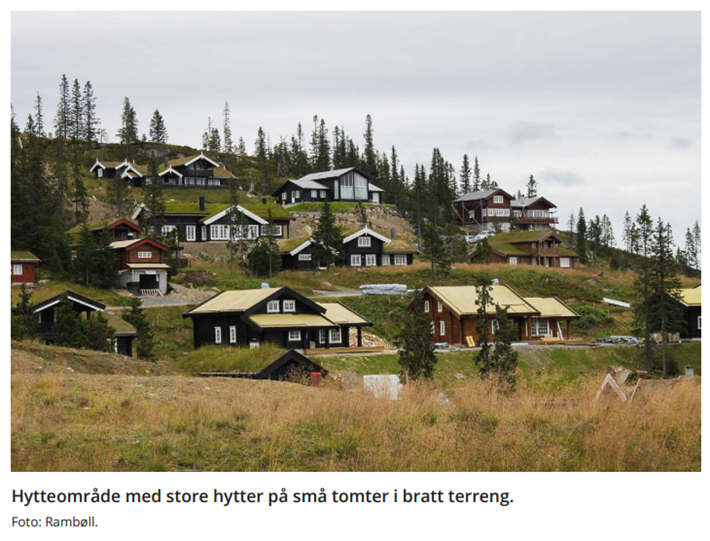 Hytteområde med store hytter på små tomter i bratt terreng.
Foto: Rambøll.